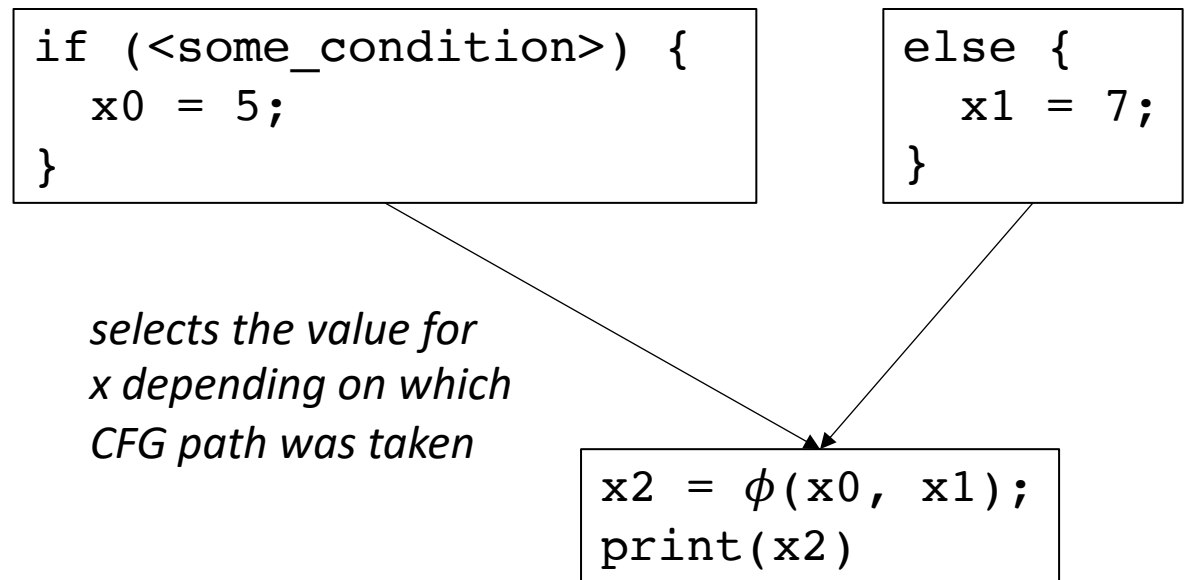 if (<some_condition>) {
  x0 = 5;
}
else {
  x1 = 7;
}
selects the value for
x depending on which
CFG path was taken
x2 = ϕ(x0, x1);
print(x2)